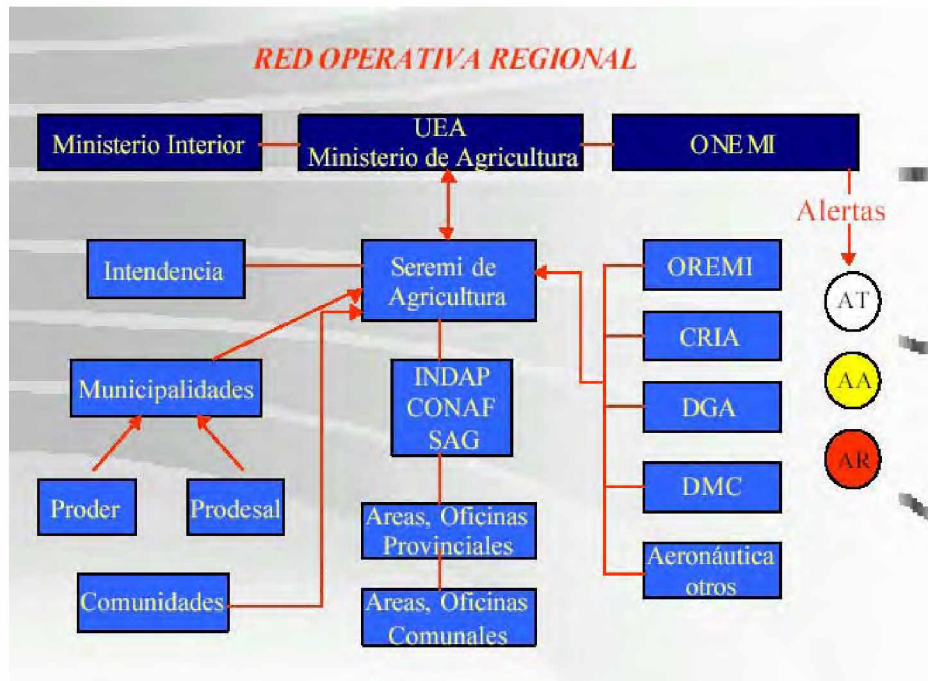 RED OPERATIVA REGIONAL
Ministerio Interior
UEA
Ministerio de Agricultura
ONEMI
Alertas
Intendencia
Seremi de
Agricultura
OREMI
AT
CRIA
Municipalidades
INDAP
CONAF
SAG
DGA
AA
AR
Proder
Prodesal
DMC
Areas, Oficinas
Provinciales
Aeronáutica
otros
Comunidades
Areas, Oficinas
Comunales